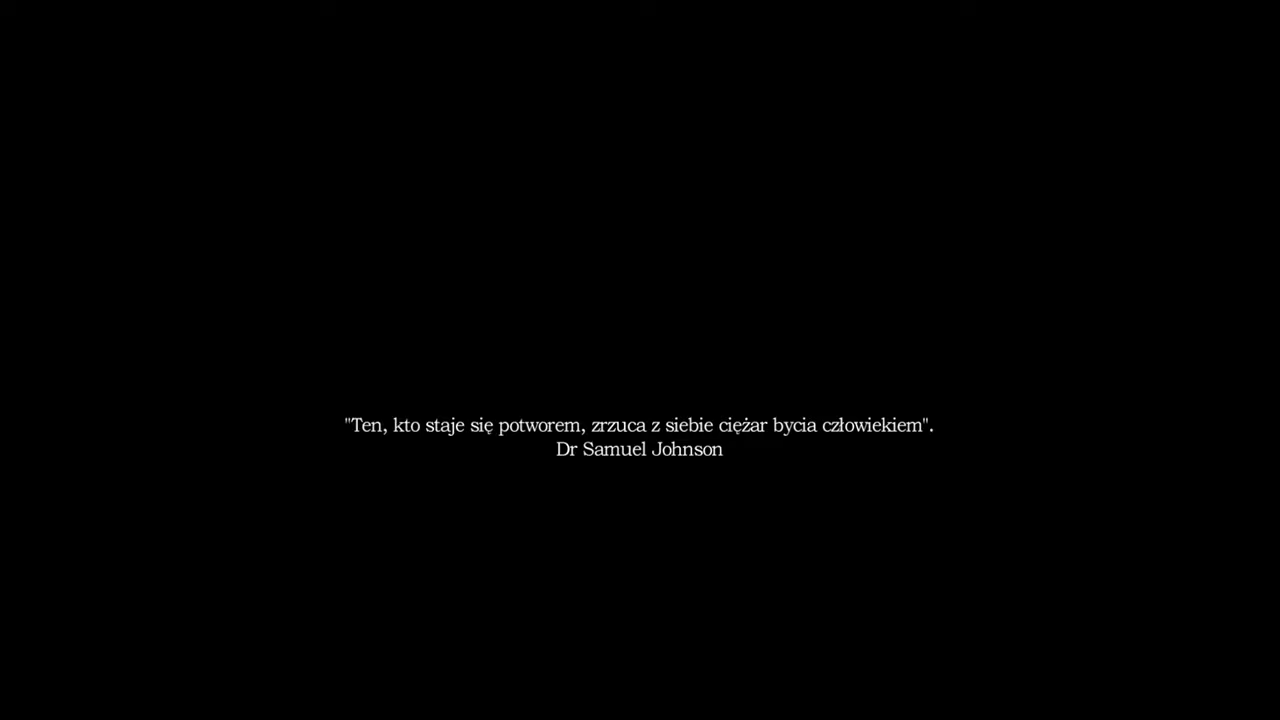 "Ten, kto staje się potworem, zrzuca z siebie ciężar bycia człowiekiem".
Dr Samuel Johnson